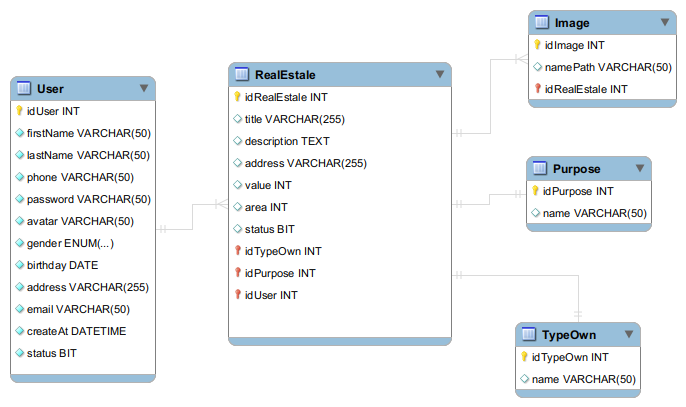 User
idUser INT
firstName VARCHAR(50)
lastName VARCHAR(50)
phone VARCHAR(50)
password VARCHAR(50)
avatar VARCHAR(50)
gender ENUM(...)
birthday DATE
address VARCHAR(255)
email VARCHAR(50)
createAt DATETIME
status BIT
RealEstale
idRealEstale INT
title VARCHAR(255)
description TEXT
address VARCHAR(255)
value INT
area INT
status BIT
idTypeOwn INT
idPurpose INT
idUser INT
Image
idImage INT
namePath VARCHAR(50)
idRealEstale INT
Purpose
idPurpose INT
name VARCHAR(50)
TypeOwn
idTypeOwn INT
name VARCHAR(50)